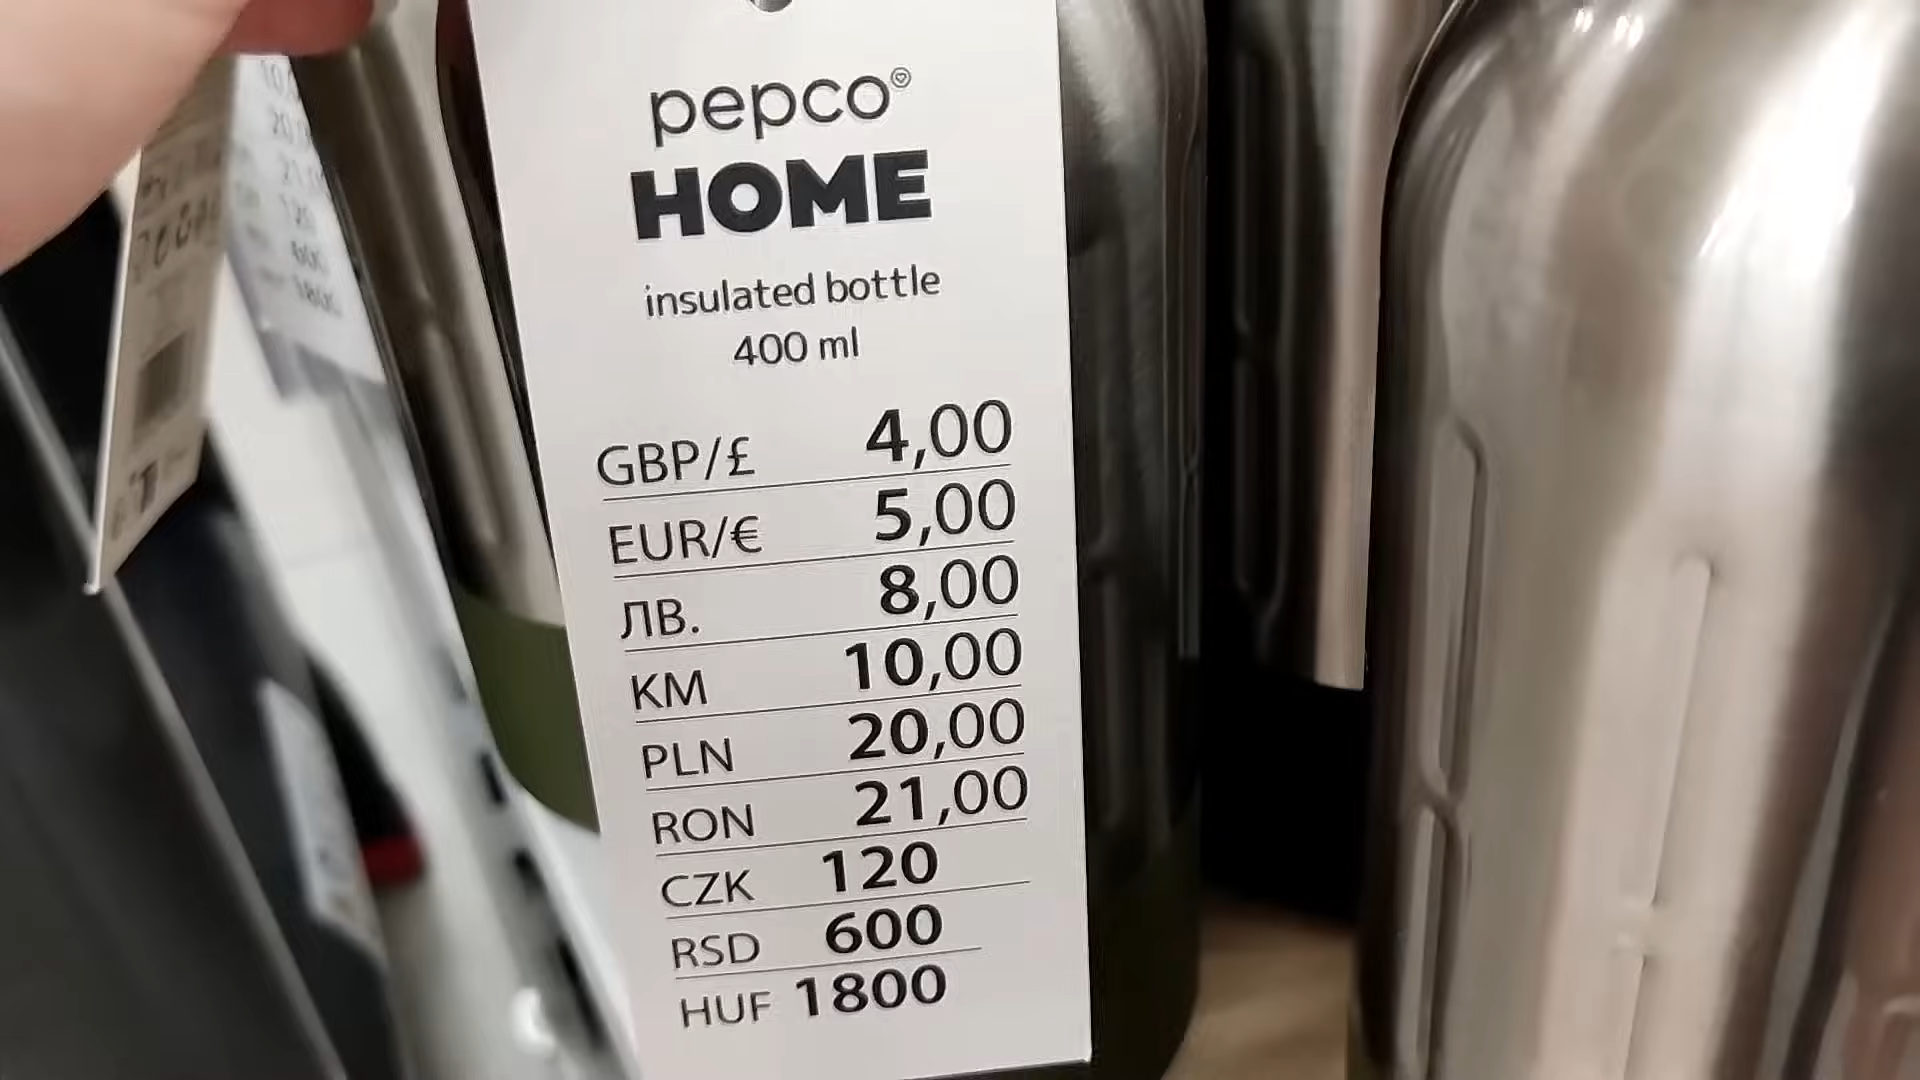 pepco
HOME
insulated bottle
400 ml
GBP/£ 4,00
EUR/€ 5,00
ЛВ. 8,00
KM 10,00
PLN 20,00
RON 21,00
CZK 120
RSD 600
HUF 1800